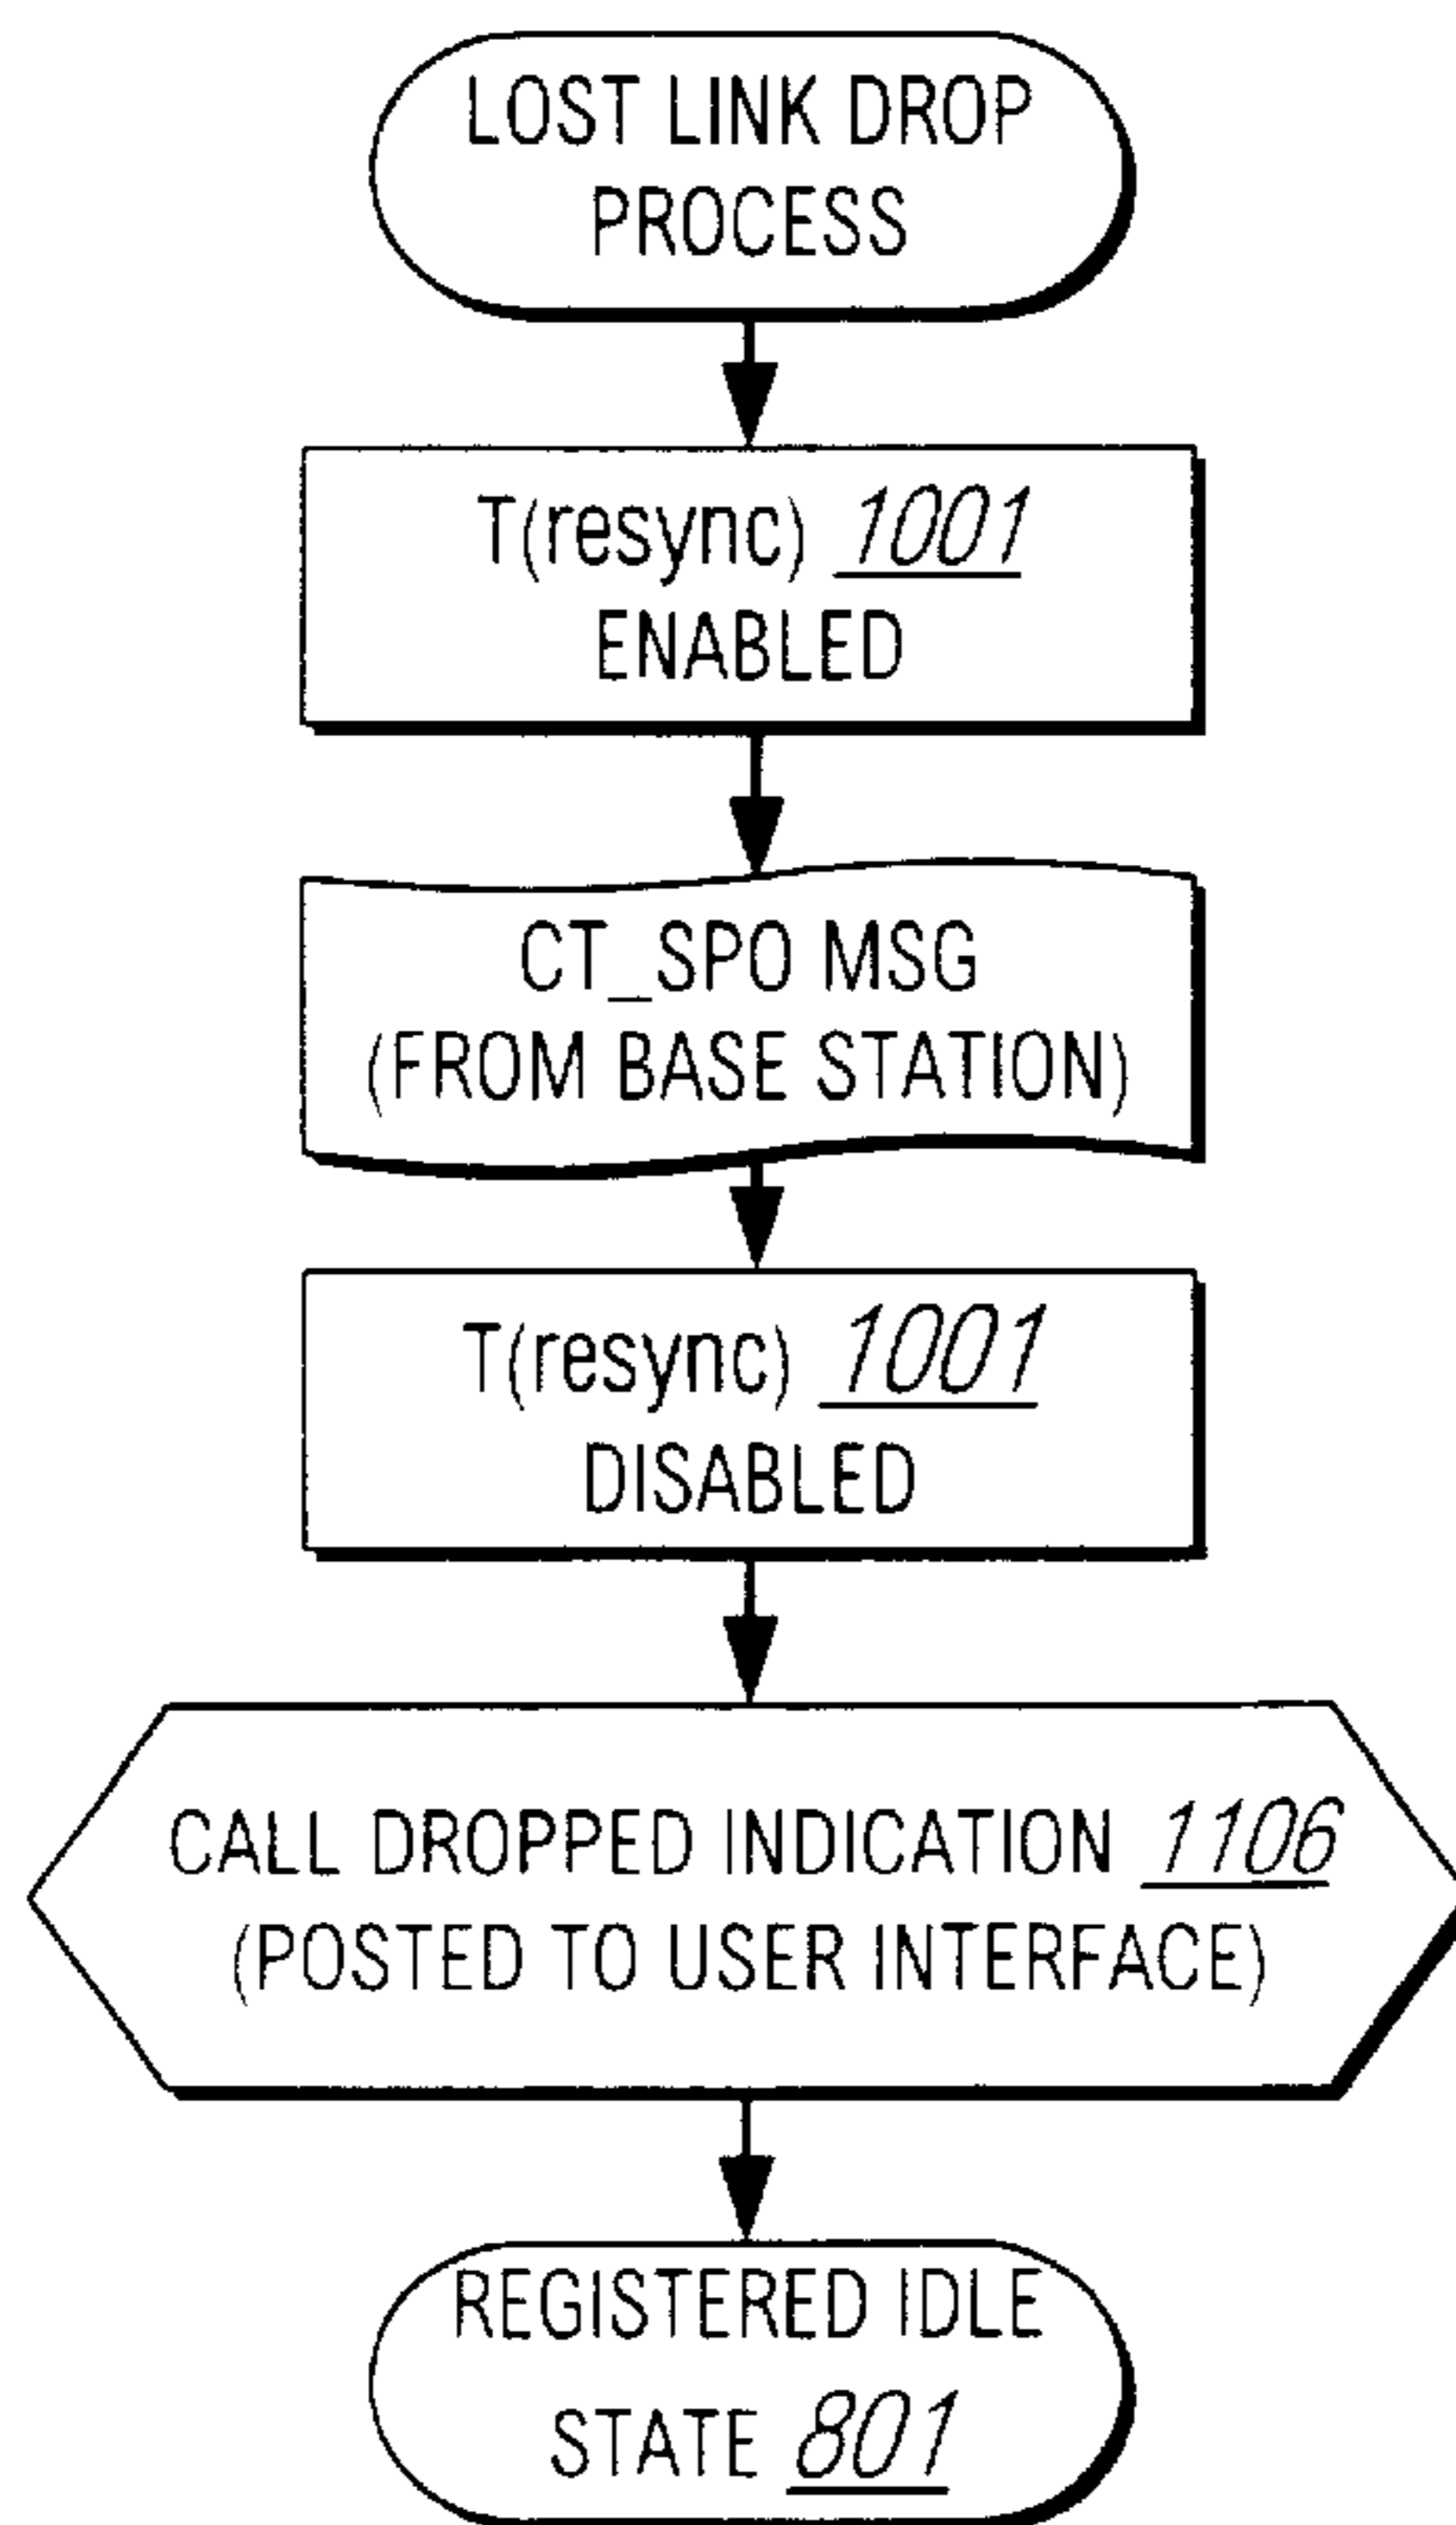 LOST LINK DROP
PROCESS
T(resync) 1001
ENABLED
CT_SPO MSG
(FROM BASE STATION)
T(resync) 1001
DISABLED
CALL DROPPED INDICATION 1106
(POSTED TO USER INTERFACE)
REGISTERED IDLE
STATE 801